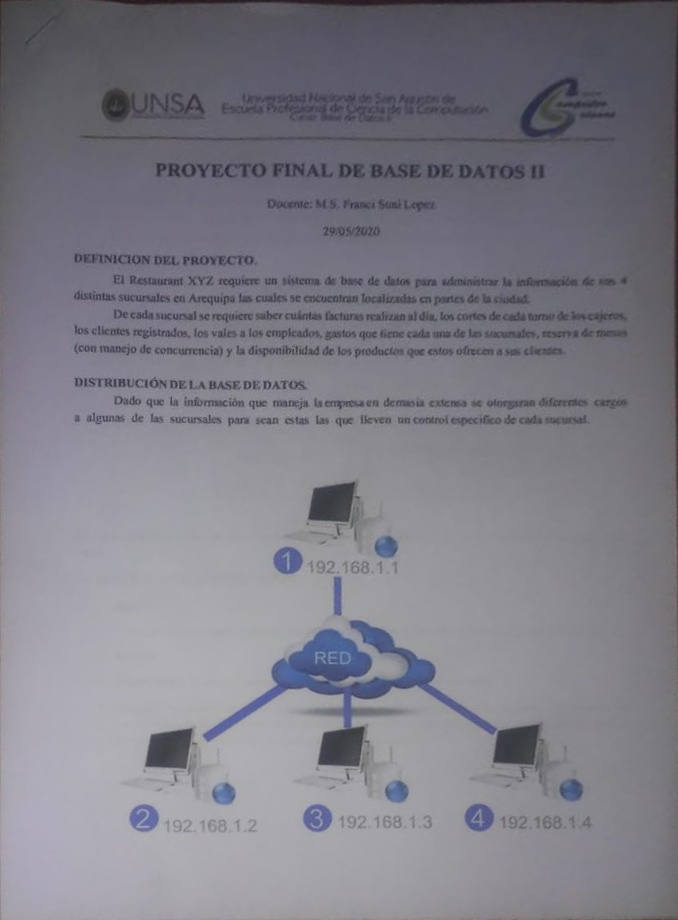 UNSA
Universidad Nacional de San Agustín de
Escuela Profesional de Ciencia de la Computación
Curso: Base de Datos II
Computer
Science
PROYECTO FINAL DE BASE DE DATOS II
Docente: M.S. Franci Suni Lopez
29/05/2020
DEFINICION DEL PROYECTO.
El Restaurant XYZ requiere un sistema de base de datos para administrar la información de sus 4
distintas sucursales en Arequipa las cuales se encuentran localizadas en partes de la ciudad.
De cada sucursal se requiere saber cuántas facturas realizan al día, los cortes de cada turno de los cajeros,
los clientes registrados, los vales a los empleados, gastos que tiene cada una de las sucursales, reserva de mesas
(con manejo de concurrencia) y la disponibilidad de los productos que estos ofrecen a sus clientes.
DISTRIBUCIÓN DE LA BASE DE DATOS.
Dado que la información que maneja la empresa en demasía extensa se otorgaran diferentes cargos
a algunas de las sucursales para sean estas las que lleven un control especifico de cada sucursal.
1 192.168.1.1
RED
2 192.168.1.2
3 192.168.1.3
4 192.168.1.4